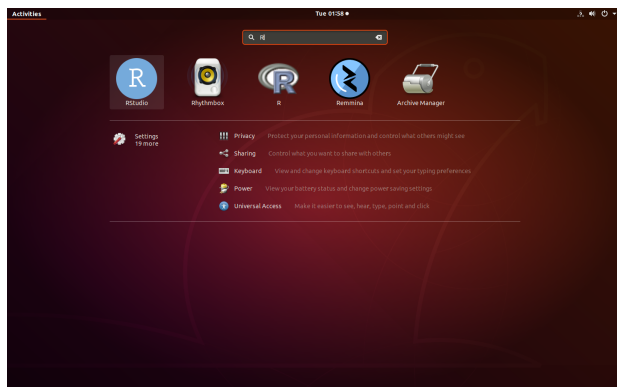 Activities
Tue 01:58
R
R
RStudio
Rhythmbox
R
Remmina
Archive Manager
Settings
19 more
Privacy Protect your personal information and control what others might see
Sharing Control what you want to share with others
Keyboard View and change keyboard shortcuts and set your typing preferences
Power View your battery status and change power saving settings
Universal Access Make it easier to see, hear, type, point and click